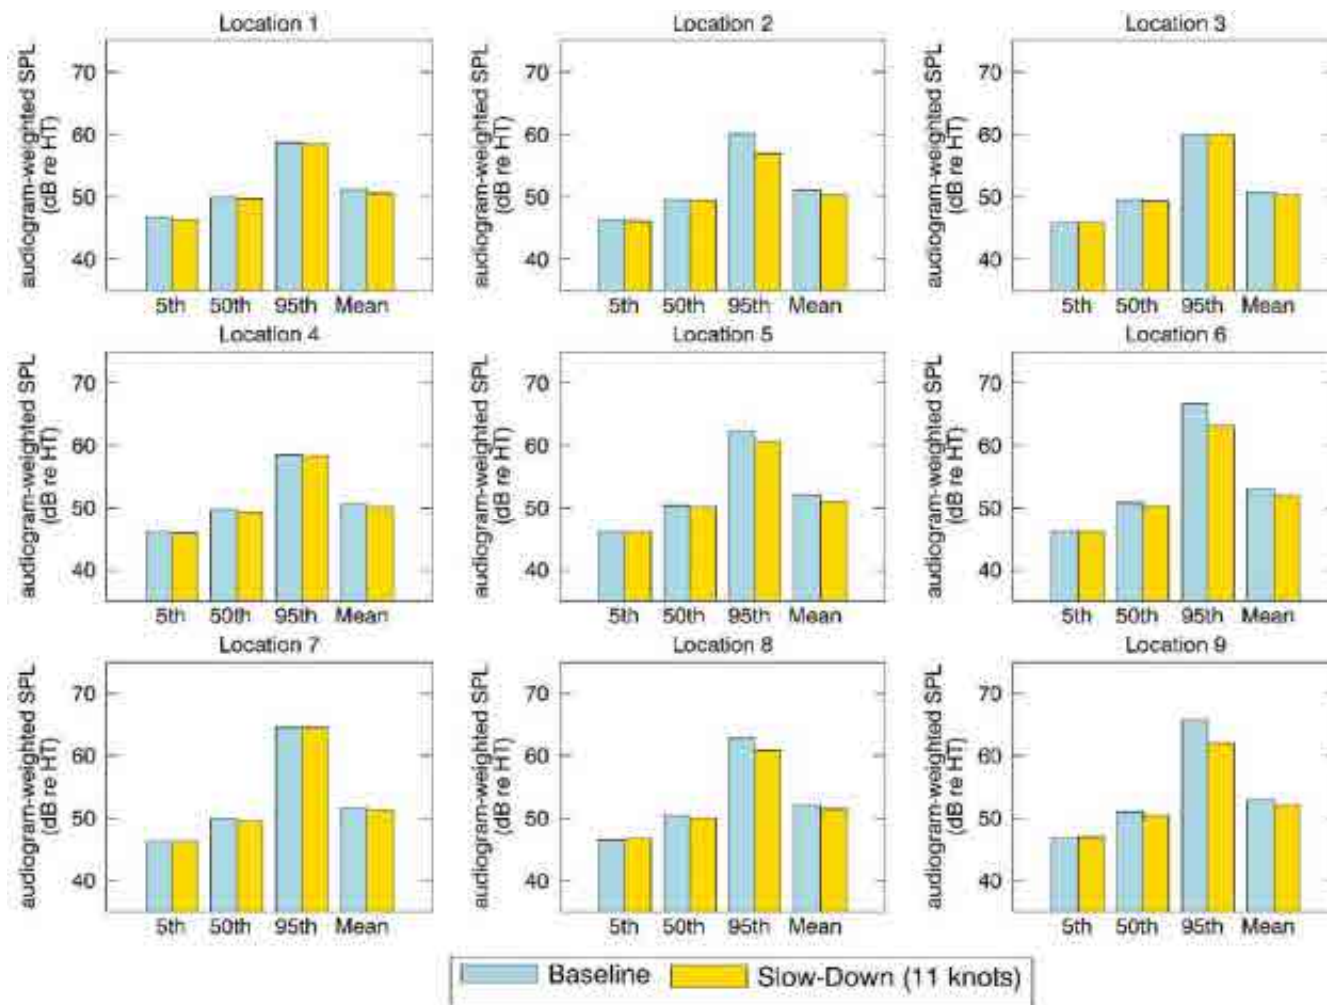 Location 1
Location 2
Location 3
audiogram-weighted SPL
(dB re HT)
70
60
50
40
5th 50th 95th Mean
audiogram-weighted SPL
(dB re HT)
70
60
50
40
5th 50th 95th Mean
audiogram-weighted SPL
(dB re HT)
70
60
50
40
5th 50th 95th Mean
Location 4
Location 5
Location 6
audiogram-weighted SPL
(dB re HT)
70
60
50
40
5th 50th 95th Mean
audiogram-weighted SPL
(dB re HT)
70
60
50
40
5th 50th 95th Mean
audiogram-weighted SPL
(dB re HT)
70
60
50
40
5th 50th 95th Mean
Location 7
Location 8
Location 9
audiogram-weighted SPL
(dB re HT)
70
60
50
40
5th 50th 95th Mean
audiogram-weighted SPL
(dB re HT)
70
60
50
40
5th 50th 95th Mean
audiogram-weighted SPL
(dB re HT)
70
60
50
40
5th 50th 95th Mean
Baseline
Slow-Down (11 knots)